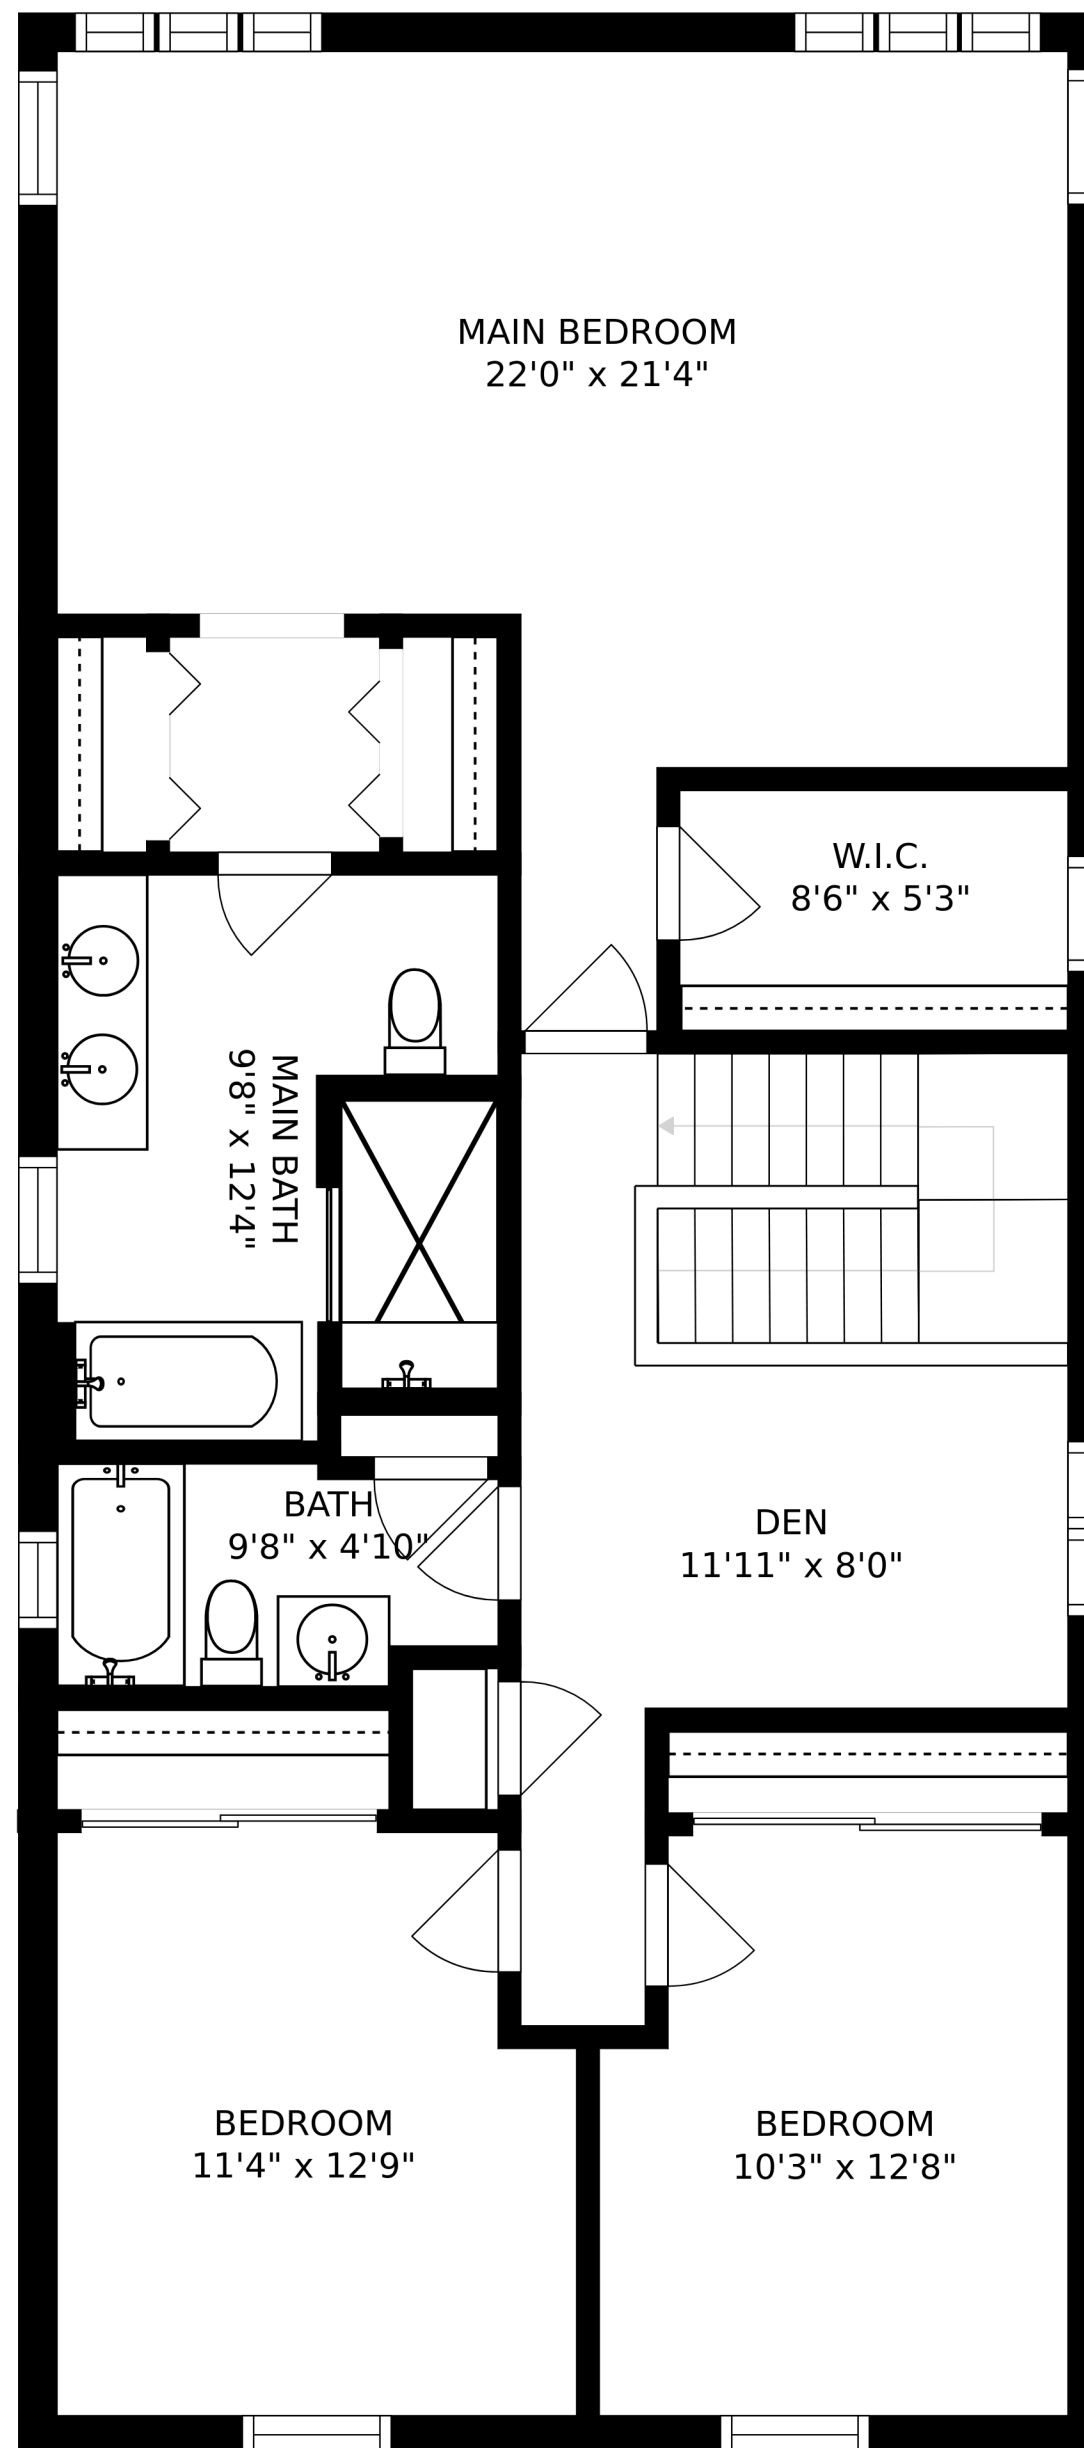 MAIN BEDROOM
22'0" x 21'4"
W.I.C.
8'6" x 5'3"
MAIN BATH
9'8" x 12'4"
BATH
9'8" x 4'10"
DEN
11'11" x 8'0"
BEDROOM
11'4" x 12'9"
BEDROOM
10'3" x 12'8"